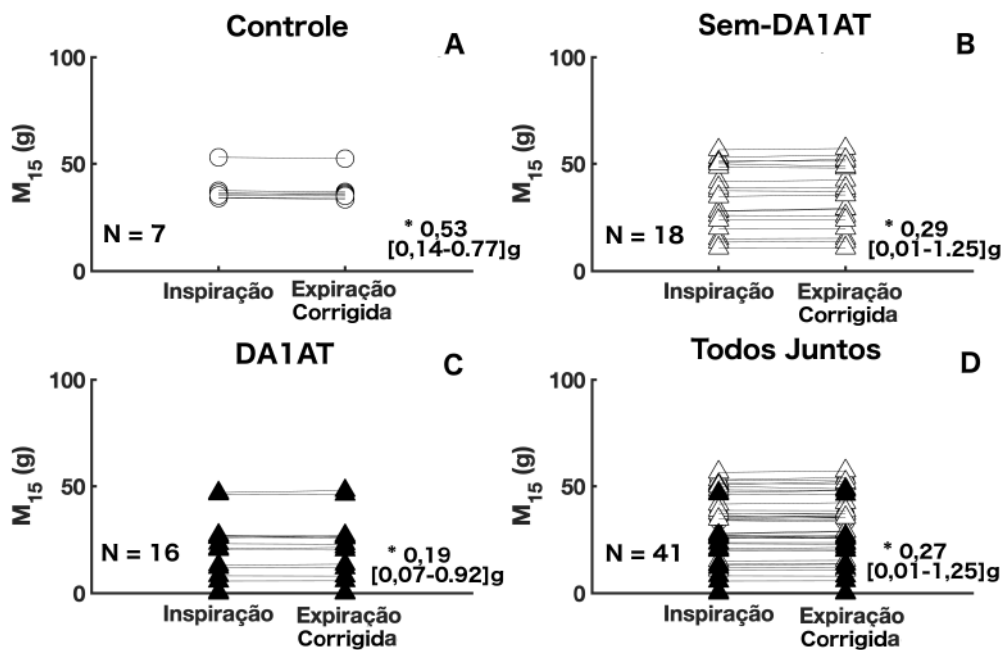 Controle
A
100
50
0
M15 (g)
N = 7
* 0,53
[0,14-0.77]g
Inspiração
Expiração
Corrigida
Sem-DA1AT
B
100
50
0
M15 (g)
N = 18
* 0,29
[0,01-1.25]g
Inspiração
Expiração
Corrigida
DA1AT
C
100
50
0
M15 (g)
N = 16
* 0,19
[0,07-0.92]g
Inspiração
Expiração
Corrigida
Todos Juntos
D
100
50
0
M15 (g)
N = 41
* 0,27
[0,01-1,25]g
Inspiração
Expiração
Corrigida